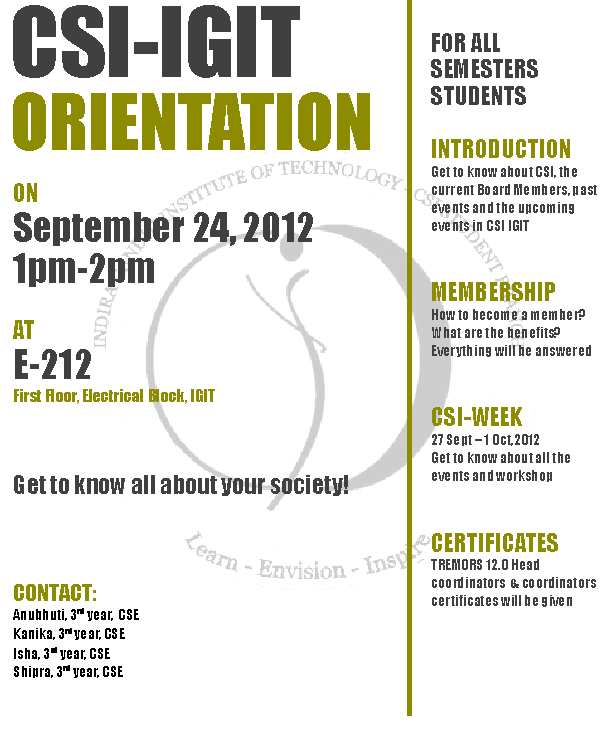 CSI-IGIT
ORIENTATION
ON
September 24, 2012
1pm-2pm
AT
E-212
First Floor, Electrical Block, IGIT
Get to know all about your society!
CONTACT:
Anubhuti, 3rd year, CSE
Kanika, 3rd year, CSE
Isha, 3rd year, CSE
Shipra, 3rd year, CSE
FOR ALL
SEMESTERS
STUDENTS
INTRODUCTION
Get to know about CSI, the
current Board Members, past
events and the upcoming
events in CSI IGIT
MEMBERSHIP
How to become a member?
What are the benefits?
Everything will be answered
CSI-WEEK
27 Sept – 1 Oct,2012
Get to know about all the
events and workshop
CERTIFICATES
TREMORS 12.0 Head
coordinators & coordinators
certificates will be given
INDIRA INSTITUTE OF TECHNOLOGY - CSI STUDENT
Learn - Envision - Inspire